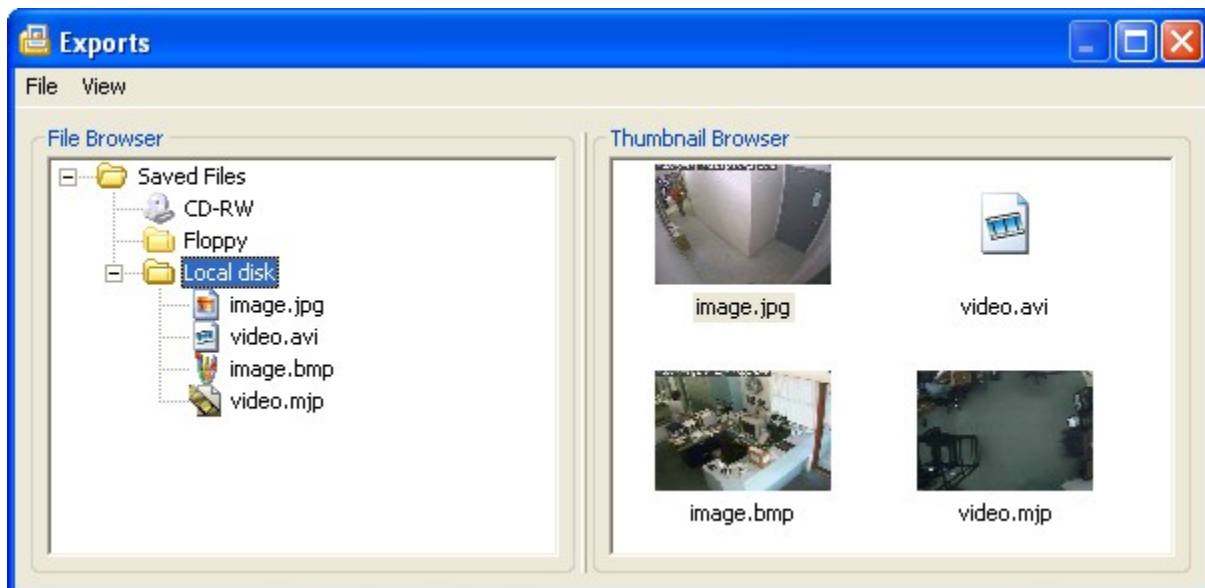 Exports
File View
File Browser
Saved Files
CD-RW
Floppy
Local disk
image.jpg
video.avi
image.bmp
video.mjp
Thumbnail Browser
image.jpg video.avi
image.bmp video.mjp